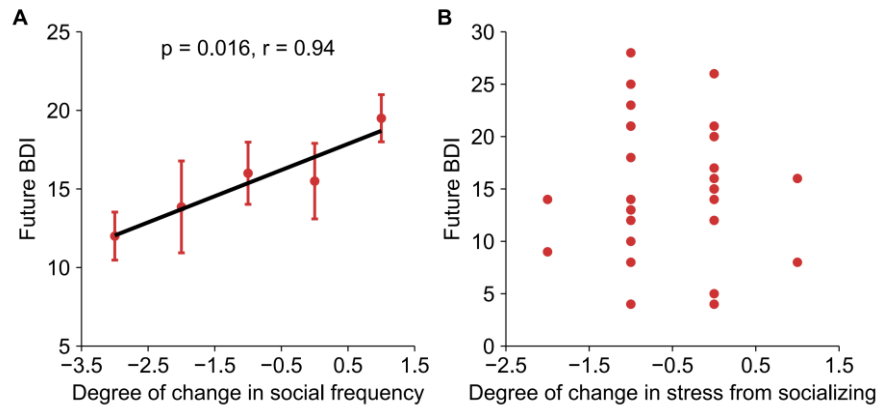 A
25
20
15
10
5
Future BDI
p = 0.016, r = 0.94
−3.5 −2.5 −1.5 −0.5 0.5 1.5
Degree of change in social frequency
B
30
25
20
15
10
5
0
Future BDI
−2.5 −1.5 −0.5 0.5 1.5
Degree of change in stress from socializing